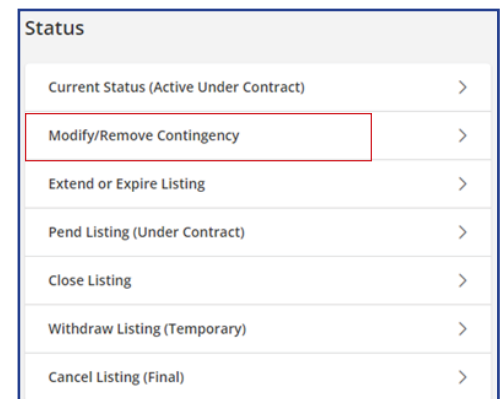 Status
Current Status (Active Under Contract)
Modify/Remove Contingency
Extend or Expire Listing
Pend Listing (Under Contract)
Close Listing
Withdraw Listing (Temporary)
Cancel Listing (Final)